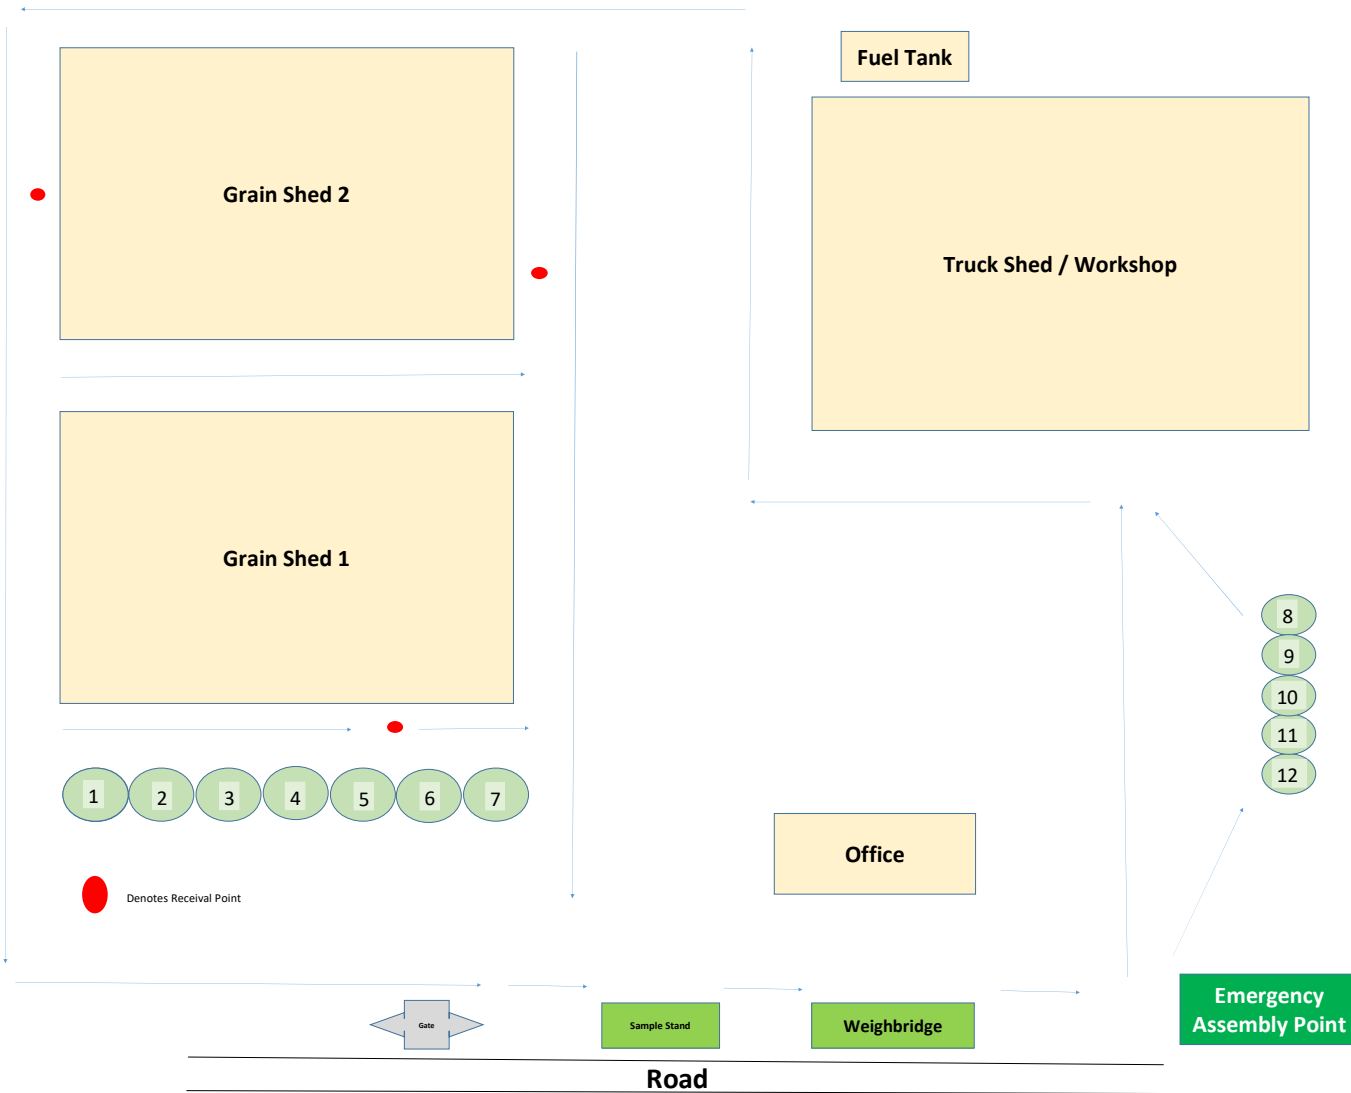 Fuel Tank
Grain Shed 2
Truck Shed / Workshop
Grain Shed 1
8
9
10
11
12
1 2 3 4 5 6 7
Office
Denotes Receival Point
Gate
Sample Stand
Weighbridge
Emergency
Assembly Point
Road